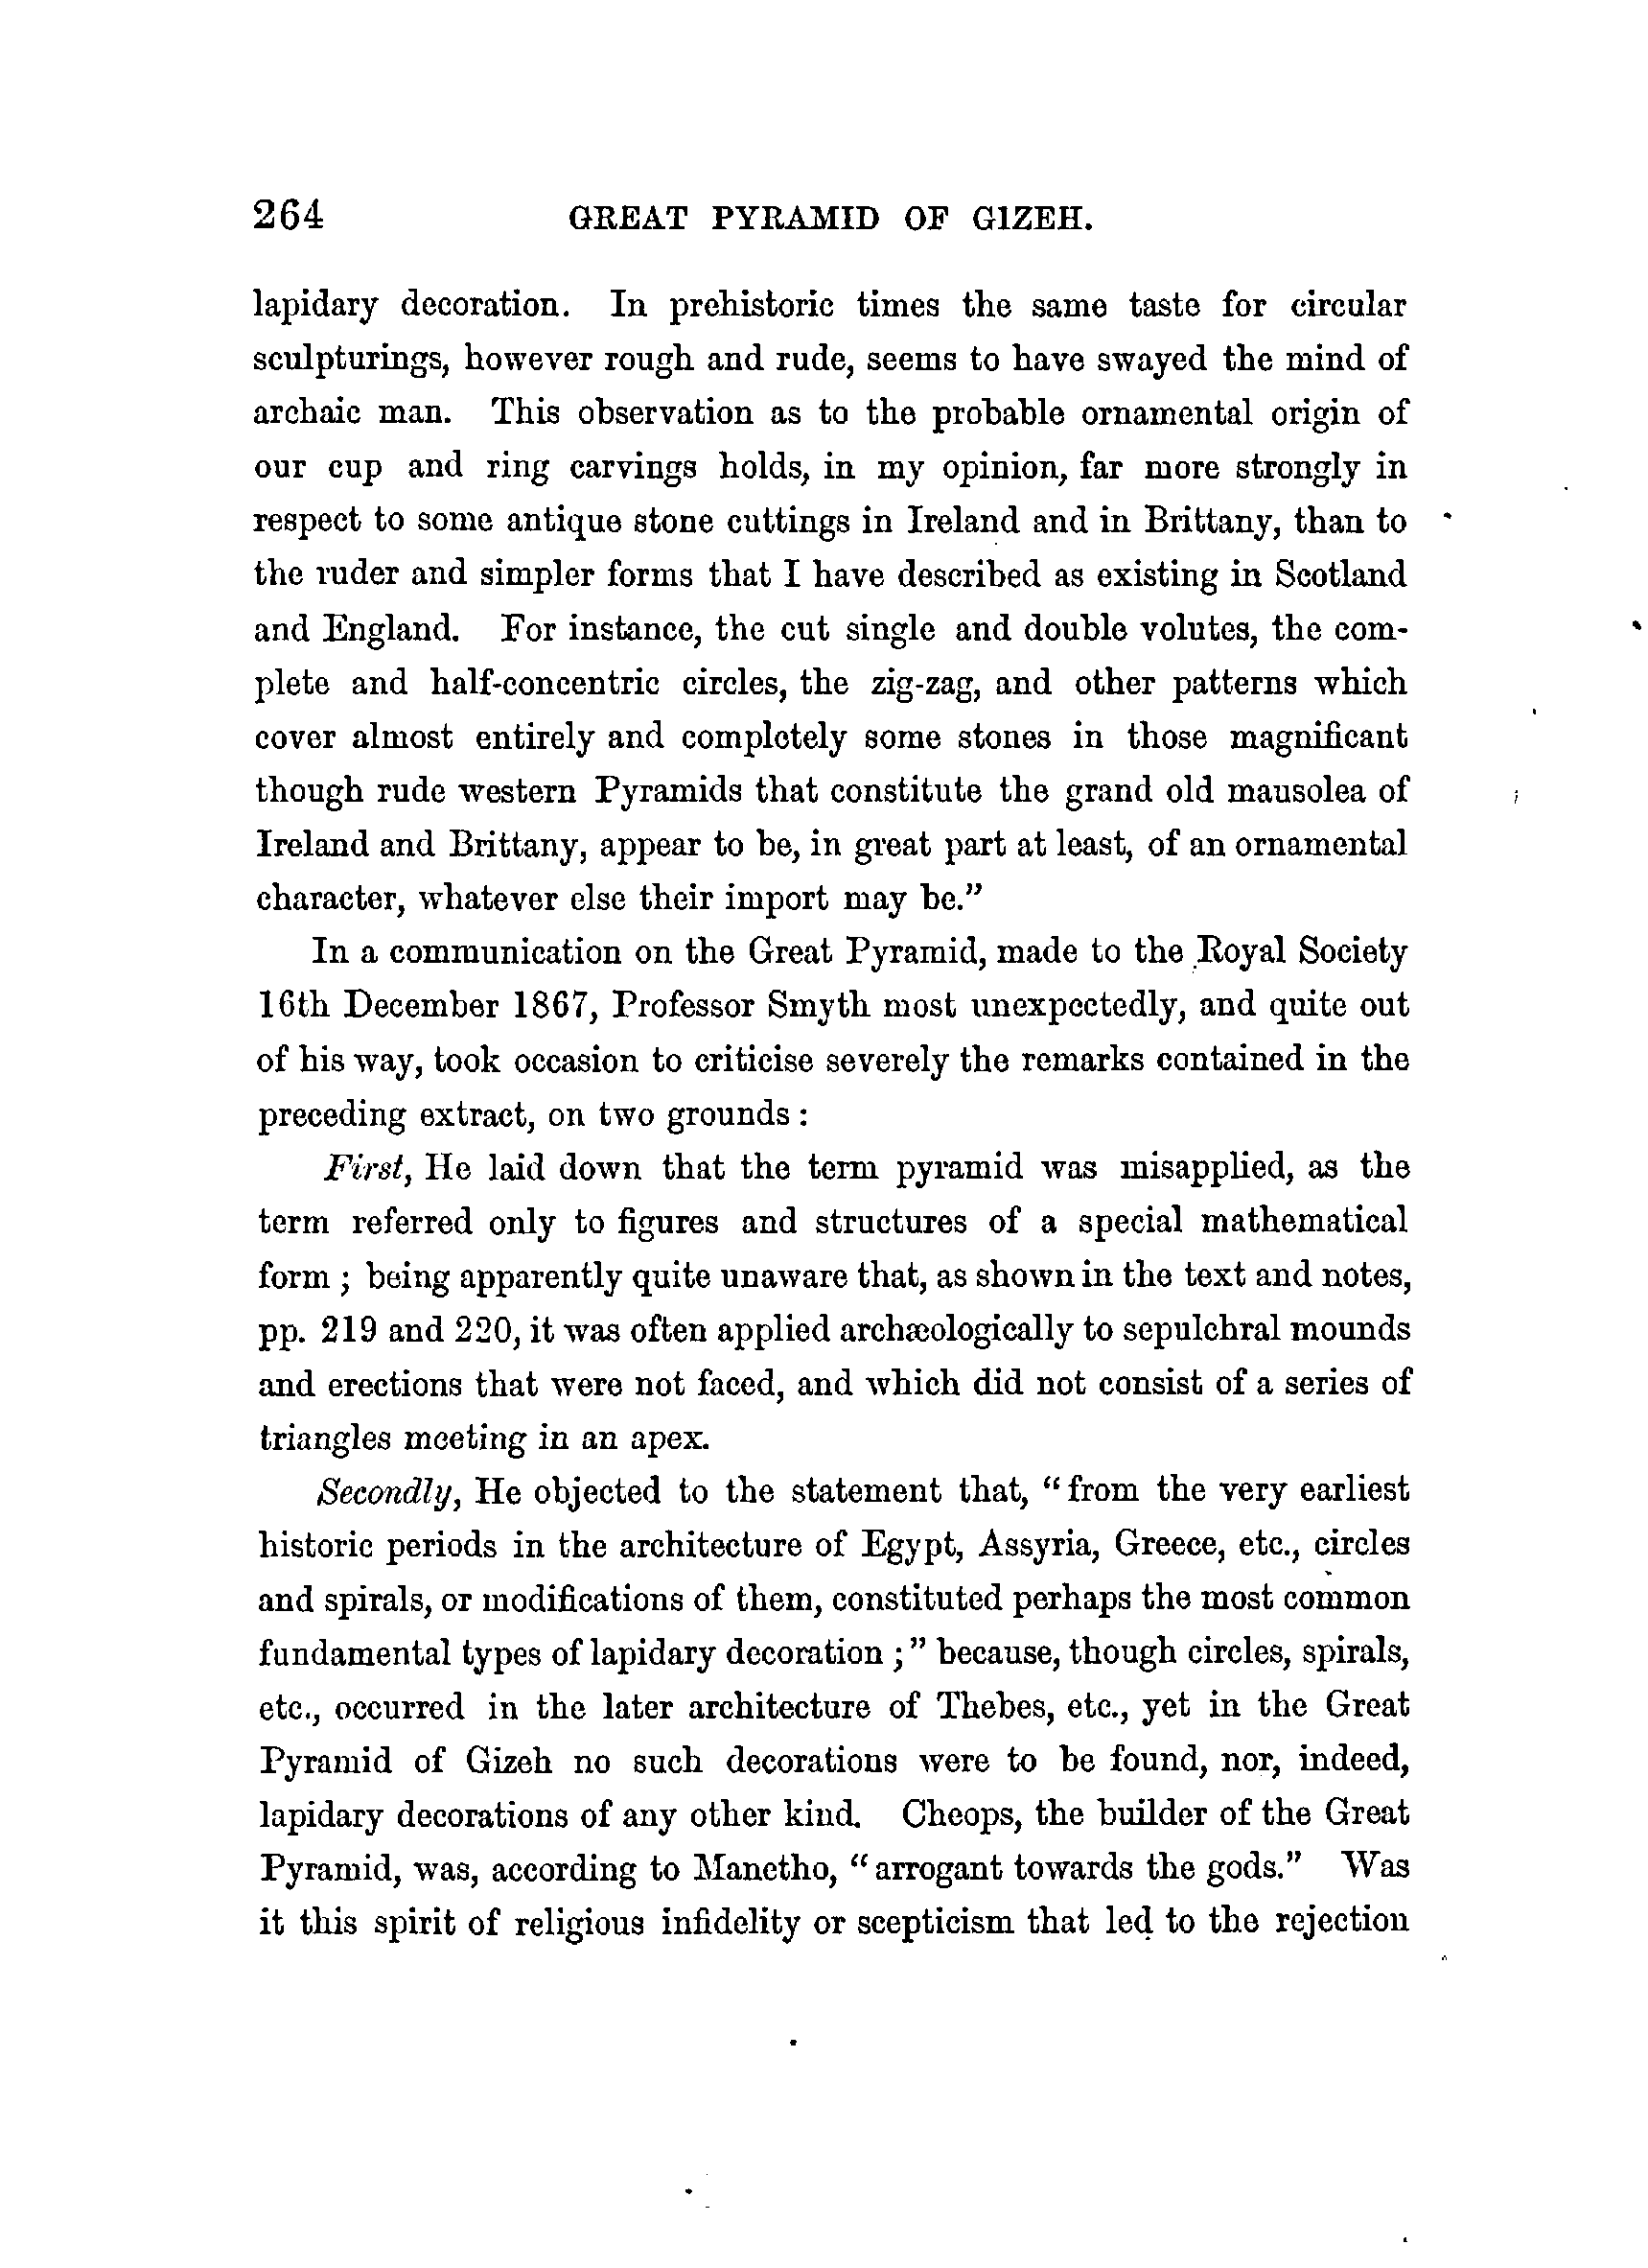 264 GREAT PYRAMID OF GIZEH.
lapidary decoration. In prehistoric times the same taste for circular
sculpturings, however rough and rude, seems to have swayed the mind of
archaic man. This observation as to the probable ornamental origin of
our cup and ring carvings holds, in my opinion, far more strongly in
respect to some antique stone cuttings in Ireland and in Brittany, than to
the ruder and simpler forms that I have described as existing in Scotland
and England. For instance, the cut single and double volutes, the com-
plete and half-concentric circles, the zig-zag, and other patterns which
cover almost entirely and completely some stones in those magnificant
though rude western Pyramids that constitute the grand old mausolea of
Ireland and Brittany, appear to be, in great part at least, of an ornamental
character, whatever else their import may be."
In a communication on the Great Pyramid, made to the Royal Society
16th December 1867, Professor Smyth most unexpectedly, and quite out
of his way, took occasion to criticise severely the remarks contained in the
preceding extract, on two grounds :
First, He laid down that the term pyramid was misapplied, as the
term referred only to figures and structures of a special mathematical
form ; being apparently quite unaware that, as shown in the text and notes,
pp. 219 and 220, it was often applied archæologically to sepulchral mounds
and erections that were not faced, and which did not consist of a series of
triangles meeting in an apex.
Secondly, He objected to the statement that, "from the very earliest
historic periods in the architecture of Egypt, Assyria, Greece, etc., circles
and spirals, or modifications of them, constituted perhaps the most common
fundamental types of lapidary decoration ;" because, though circles, spirals,
etc., occurred in the later architecture of Thebes, etc., yet in the Great
Pyramid of Gizeh no such decorations were to be found, nor, indeed,
lapidary decorations of any other kind. Cheops, the builder of the Great
Pyramid, was, according to Manetho, "arrogant towards the gods." Was
it this spirit of religious infidelity or scepticism that led to the rejection